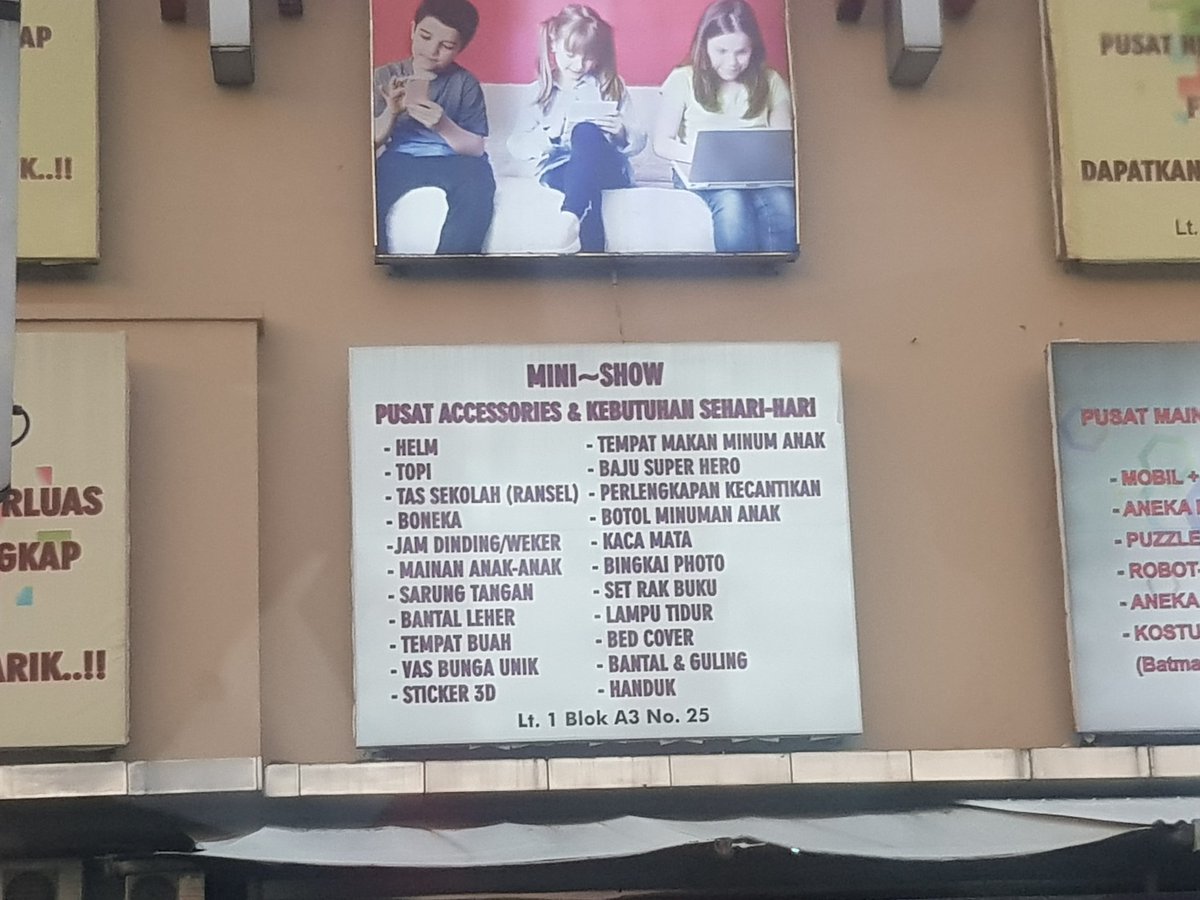 AP
K..!!
PUSAT
DAPATKAN
Lt.
RLUAS
GKAP
ARIK..!!
MINI~SHOW
PUSAT ACCESSORIES & KEBUTUHAN SEHARI-HARI
- HELM
- TOPI
- TAS SEKOLAH (RANSEL)
- BONEKA
-JAM DINDING/WEKER
- MAINAN ANAK-ANAK
- SARUNG TANGAN
- BANTAL LEHER
- TEMPAT BUAH
- VAS BUNGA UNIK
- STICKER 3D
- TEMPAT MAKAN MINUM ANAK
- BAJU SUPER HERO
- PERLENGKAPAN KECANTIKAN
- BOTOL MINUMAN ANAK
- KACA MATA
- BINGKAI PHOTO
- SET RAK BUKU
- LAMPU TIDUR
- BED COVER
- BANTAL & GULING
- HANDUK
Lt. 1 Blok A3 No. 25
PUSAT MAIN
- MOBIL +
- ANEKA
- PUZZLE
- ROBOT-
- ANEKA
- KOSTU
(Batma